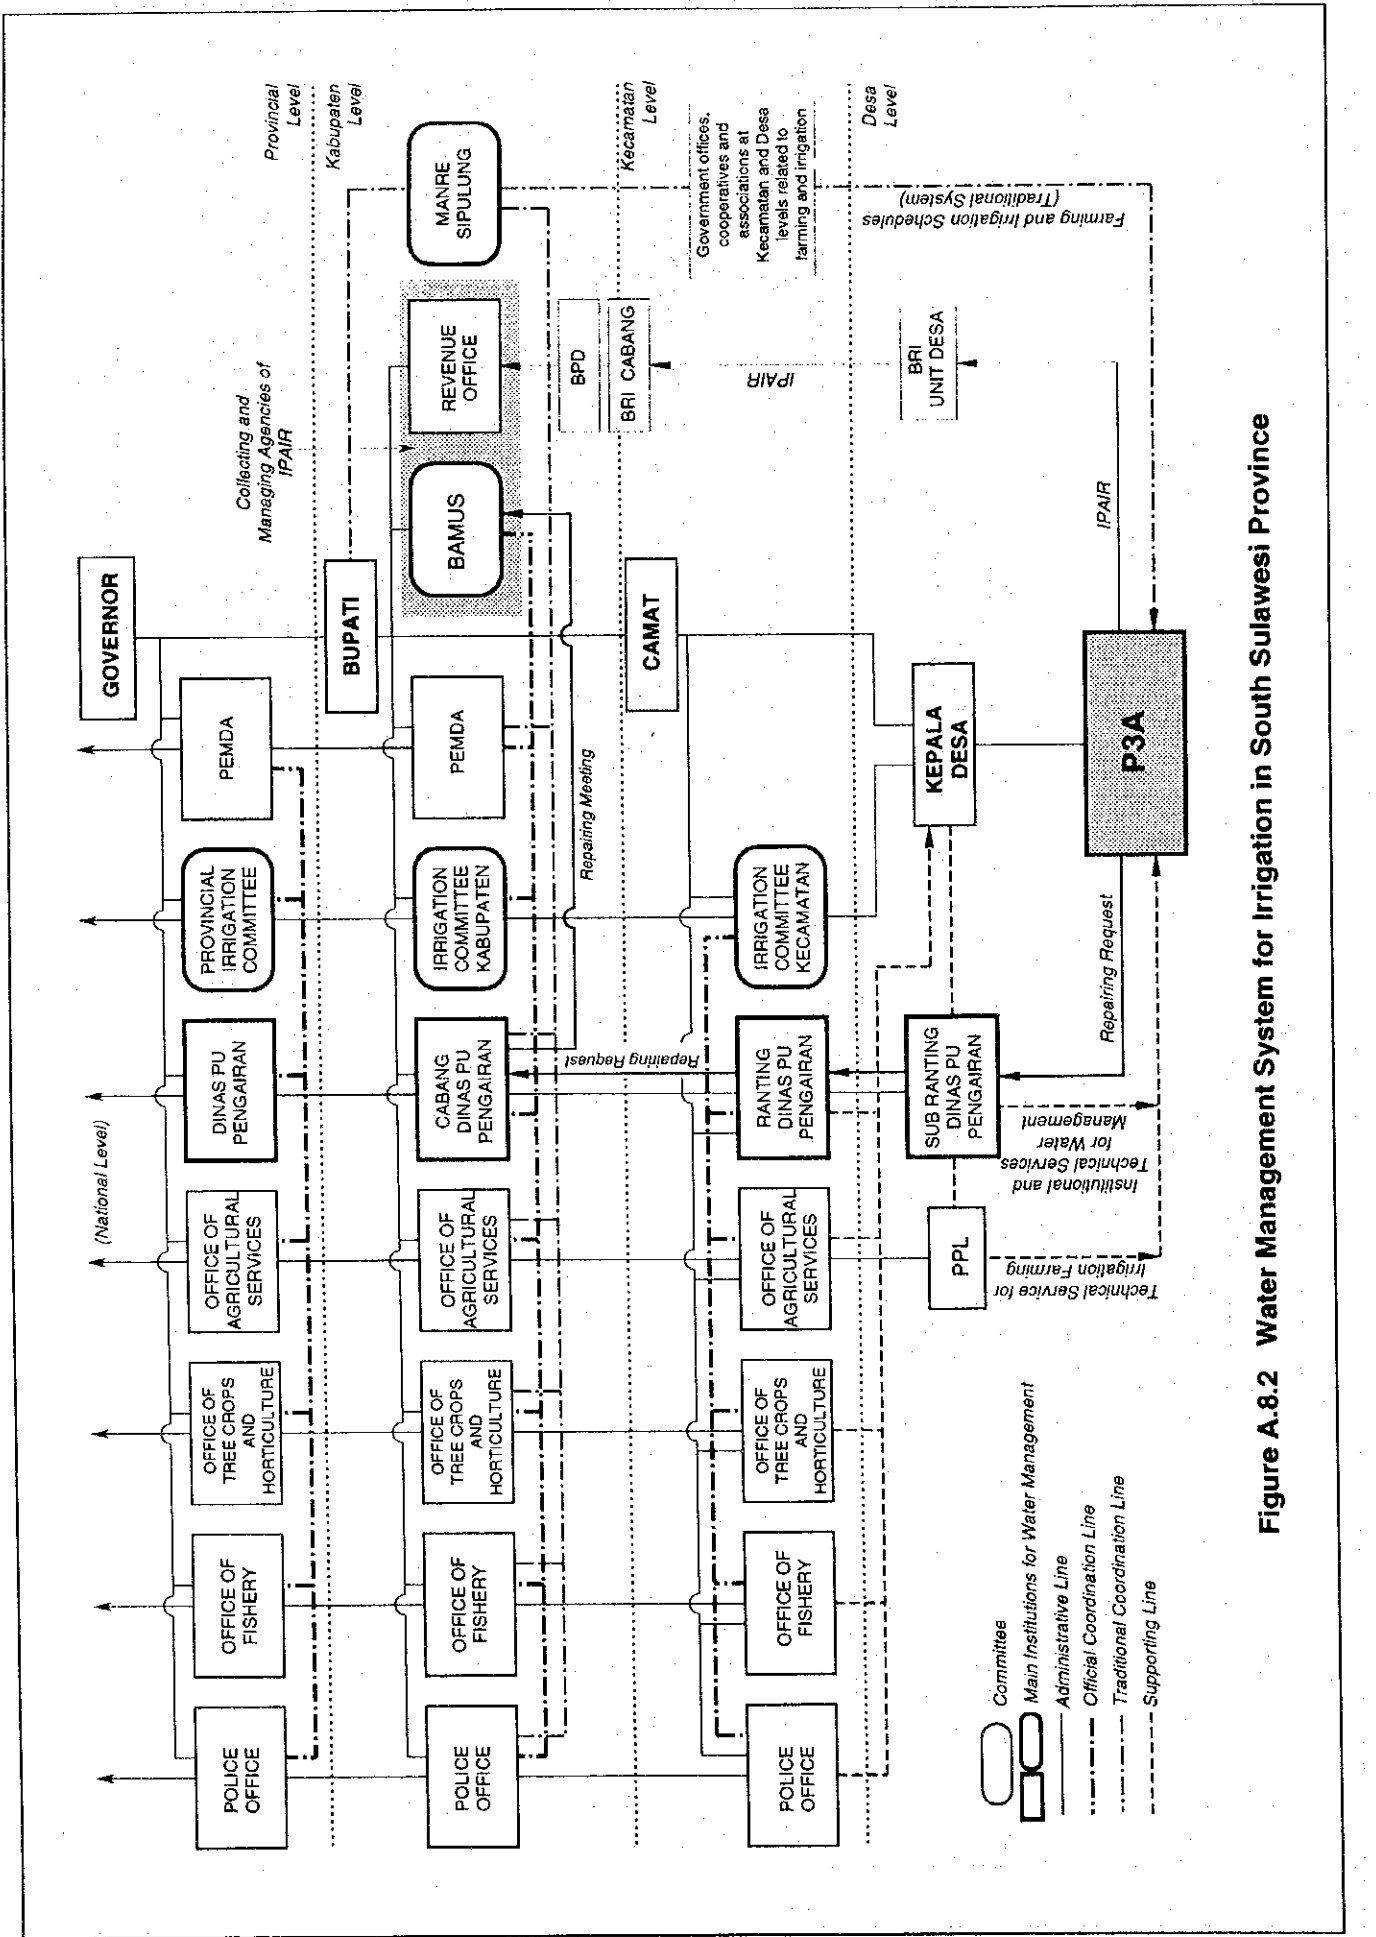 (National Level)
GOVERNOR
Provincial
Level
POLICE
OFFICE
OFFICE OF
FISHERY
OFFICE OF
TREE CROPS
AND
HORTICULTURE
OFFICE OF
AGRICULTURAL
SERVICES
DINAS PU
PENGAIRAN
PROVINCIAL
IRRIGATION
COMMITTEE
PEMDA
Collecting and
Managing Agencies of
IPAIR
Kabupaten
Level
BUPATI
POLICE
OFFICE
OFFICE OF
FISHERY
OFFICE OF
TREE CROPS
AND
HORTICULTURE
OFFICE OF
AGRICULTURAL
SERVICES
CABANG
DINAS PU
PENGAIRAN
IRRIGATION
COMMITTEE
KABUPATEN
PEMDA
BAMUS
REVENUE
OFFICE
MANRE
SIPULUNG
Repairing Meeting
BPD
BRI CABANG
Kecamatan
Level
CAMAT
Repairing Request
POLICE
OFFICE
OFFICE OF
FISHERY
OFFICE OF
TREE CROPS
AND
HORTICULTURE
OFFICE OF
AGRICULTURAL
SERVICES
RANTING
DINAS PU
PENGAIRAN
IRRIGATION
COMMITTEE
KECAMATAN
IPAIR
Government offices,
cooperatives and
associations at
Kecamatan and Desa
levels related to
farming and irrigation
Farming and Irrigation Schedules
(Traditional System)
Desa
Level
PPL
SUB RANTING
DINAS PU
PENGAIRAN
KEPALA
DESA
BRI
UNIT DESA
Technical Service for
Irrigation Farming
Institutional and
Technical Services
for Water
Management
Repairing Request
P3A
IPAIR
Committee
Main Institutions for Water Management
Administrative Line
Official Coordination Line
Traditional Coordination Line
Supporting Line
Figure A.8.2 Water Management System for Irrigation in South Sulawesi Province